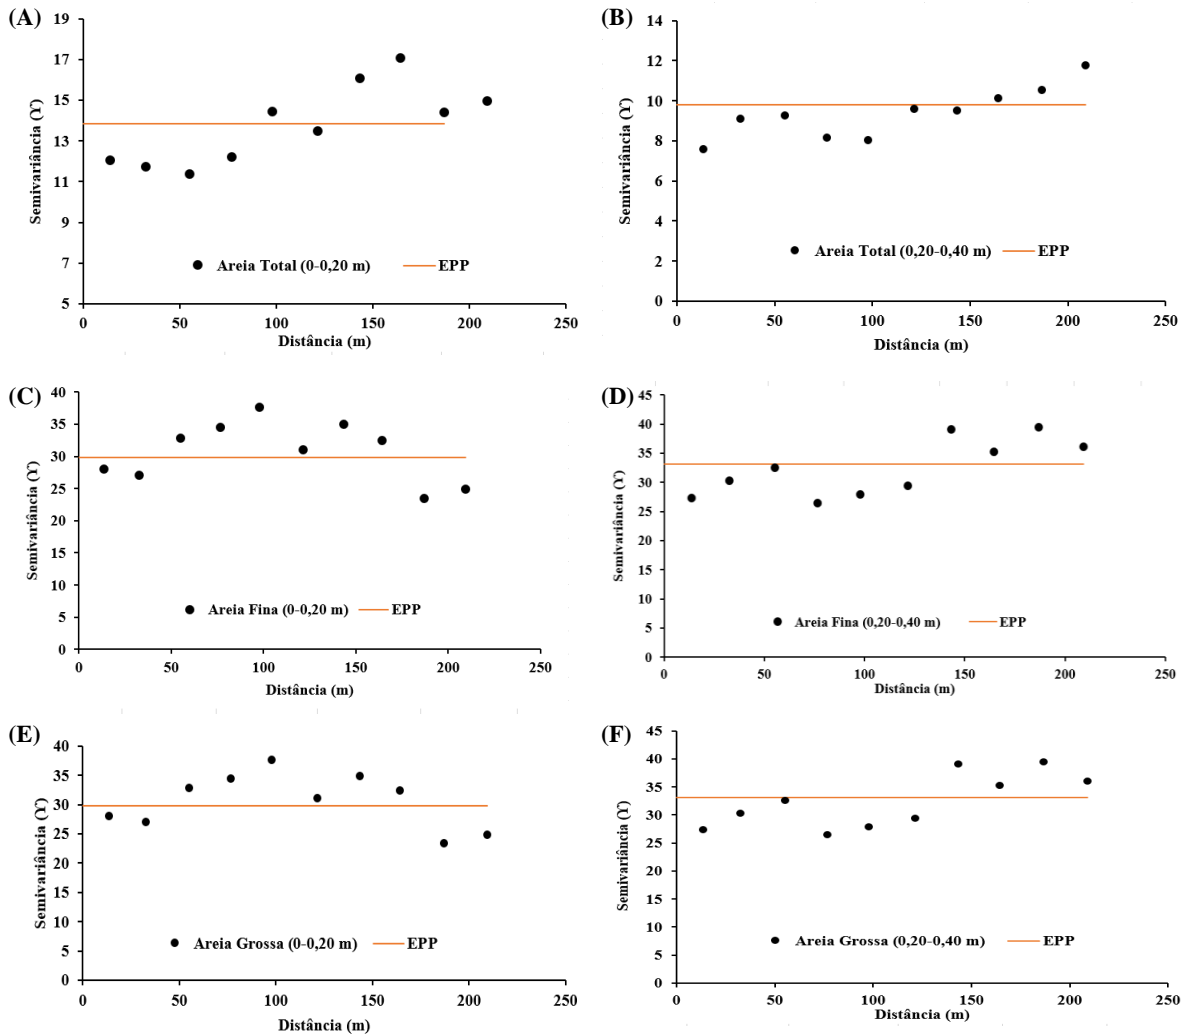 (A)
19
17
15
13
11
9
7
5
Semivariância (ϒ)
Areia Total (0-0,20 m)
EPP
0 50 100 150 200 250
Distância (m)
(B)
14
12
10
8
6
4
2
0
Semivariância (ϒ)
Areia Total (0,20-0,40 m)
EPP
0 50 100 150 200 250
Distância (m)
(C)
40
35
30
25
20
15
10
5
0
Semivariância (ϒ)
Areia Fina (0-0,20 m)
EPP
0 50 100 150 200 250
Distância (m)
(D)
45
40
35
30
25
20
15
10
5
0
Semivariância (ϒ)
Areia Fina (0,20-0,40 m)
EPP
0 50 100 150 200 250
Distância (m)
(E)
40
35
30
25
20
15
10
5
0
Semivariância (ϒ)
Areia Grossa (0-0,20 m)
EPP
0 50 100 150 200 250
Distância (m)
(F)
45
40
35
30
25
20
15
10
5
0
Semivariância (ϒ)
Areia Grossa (0,20-0,40 m)
EPP
0 50 100 150 200 250
Distância (m)